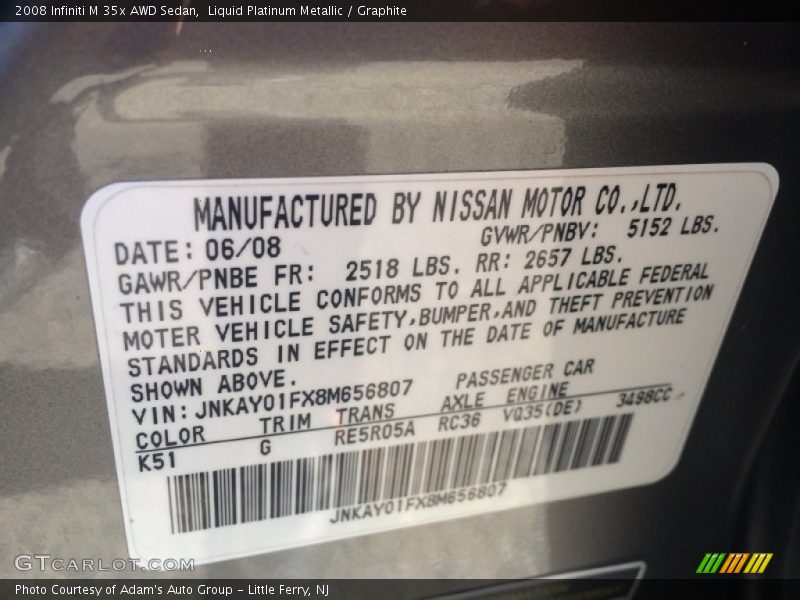 2008 Infiniti M 35x AWD Sedan,  Liquid Platinum Metallic / Graphite
MANUFACTURED BY NISSAN MOTOR CO.,LTD.
DATE: 06/08 GVWR/PNBV: 5152 LBS.
GAWR/PNBE FR: 2518 LBS. RR: 2657 LBS.
THIS VEHICLE CONFORMS TO ALL APPLICABLE FEDERAL
MOTER VEHICLE SAFETY,BUMPER,AND THEFT PREVENTION
STANDARDS IN EFFECT ON THE DATE OF MANUFACTURE
SHOWN ABOVE.
VIN: JNKAY01FX8M656807 PASSENGER CAR
COLOR TRIM TRANS AXLE ENGINE
K51 G RE5R05A RC36 VQ35(DE) 3498CC
JNKAY01FX8M656807
GTcarlot.com
Photo Courtesy of Adam's Auto Group - Little Ferry, NJ